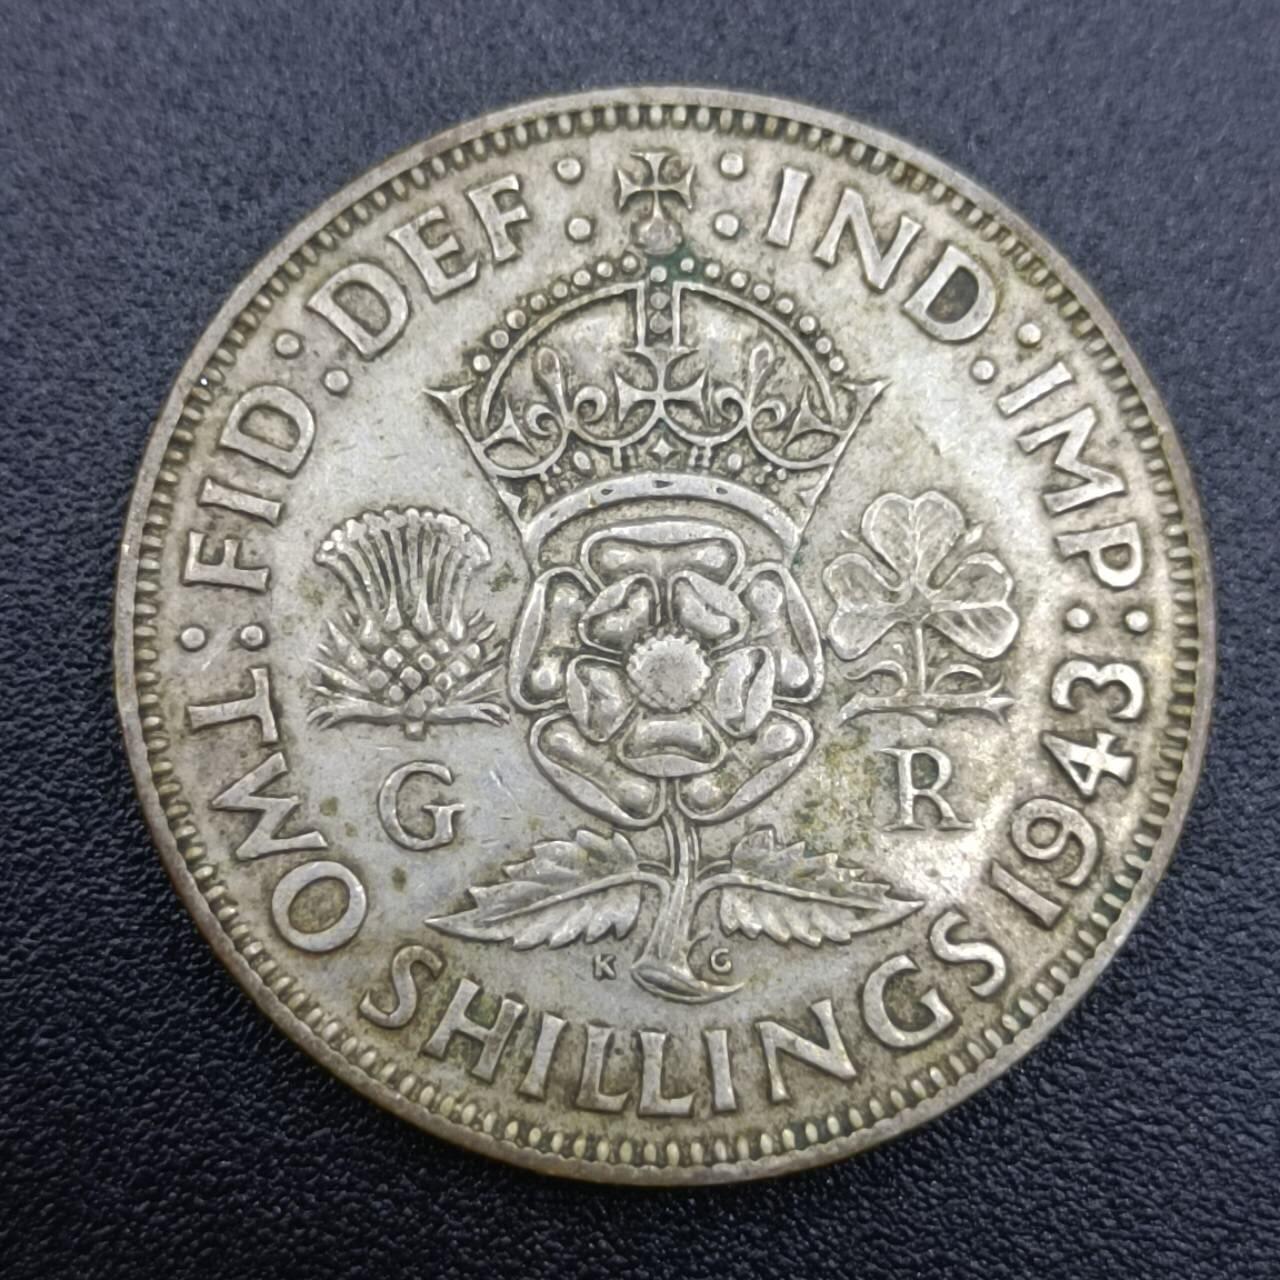 FID : DEF : IND : IMP : 1943
TWO SHILLINGS
G R
K G